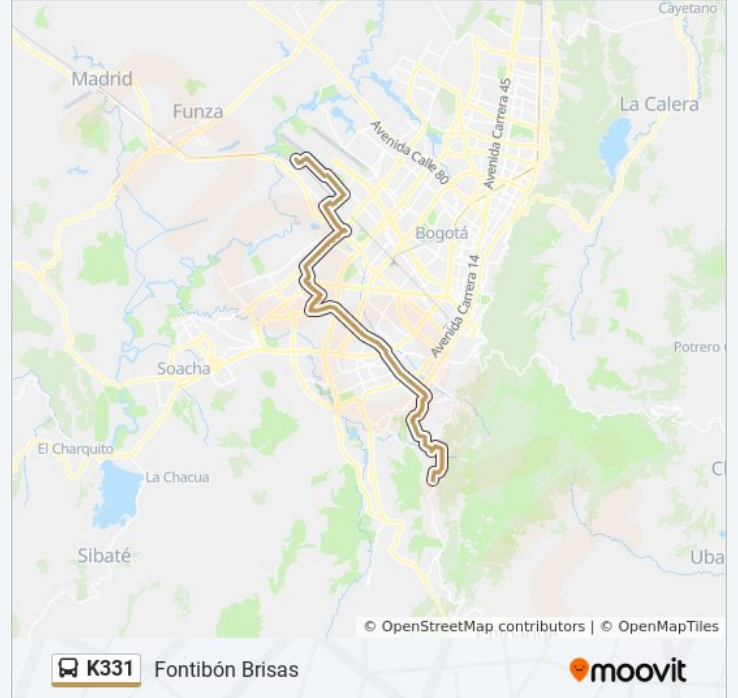 Cayetano
Madrid
Funza
La Calera
Avenida Calle 80
Avenida Carrera 45
Bogotá
Avenida Carrera 14
Potrero
Soacha
El Charquito
La Chacua
Sibaté
Uba
© OpenStreetMap contributors | © OpenMapTiles
K331 Fontibón Brisas
moovit